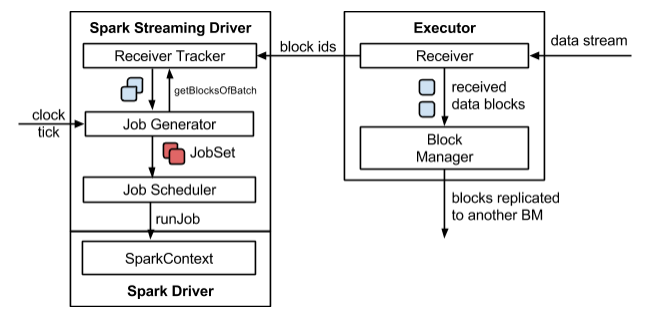 Spark Streaming Driver
Receiver Tracker
getBlocksOfBatch
clock
tick
Job Generator
JobSet
Job Scheduler
runJob
SparkContext
Spark Driver
block ids
Executor
Receiver
data stream
received
data blocks
Block
Manager
blocks replicated
to another BM